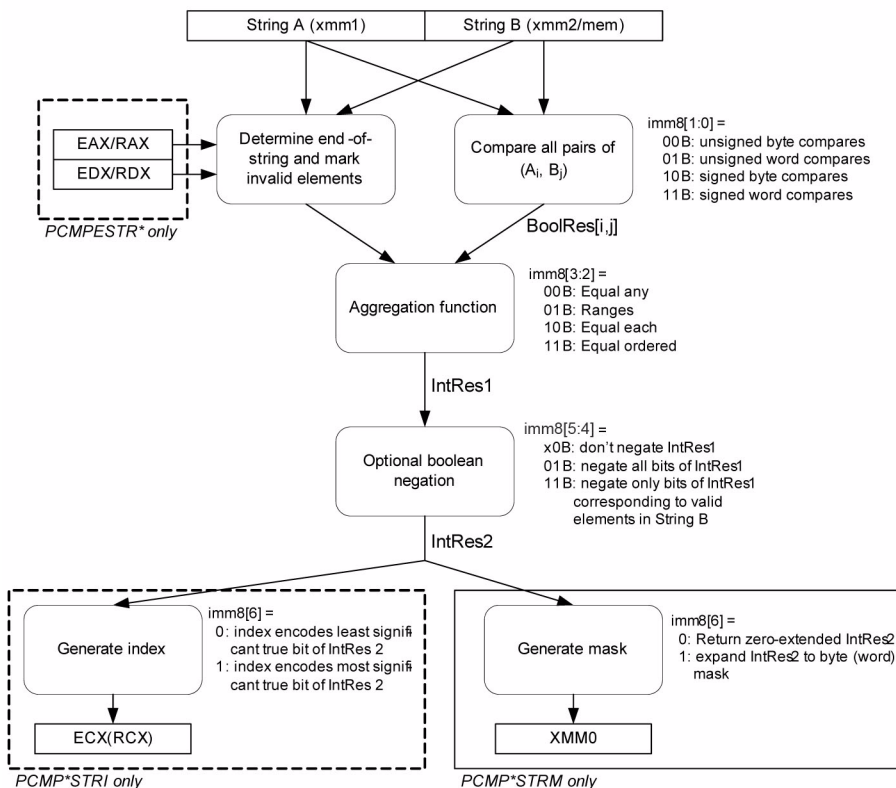 String A (xmm1)
String B (xmm2/mem)
EAX/RAX
EDX/RDX
PCMPESTR* only
Determine end -of-
string and mark
invalid elements
Compare all pairs of
(Ai, Bj)
imm8[1:0] =
00B: unsigned byte compares
01B: unsigned word compares
10B: signed byte compares
11B: signed word compares
BoolRes[i,j]
Aggregation function
imm8[3:2] =
00B: Equal any
01B: Ranges
10B: Equal each
11B: Equal ordered
IntRes1
Optional boolean
negation
imm8[5:4] =
x0B: don't negate IntRes1
01B: negate all bits of IntRes1
11B: negate only bits of IntRes1
corresponding to valid
elements in String B
IntRes2
Generate index
imm8[6] =
0: index encodes least signifi
cant true bit of IntRes 2
1: index encodes most signifi
cant true bit of IntRes 2
ECX(RCX)
PCMP*STRI only
Generate mask
imm8[6] =
0: Return zero-extended IntRes2
1: expand IntRes2 to byte (word)
mask
XMM0
PCMP*STRM only